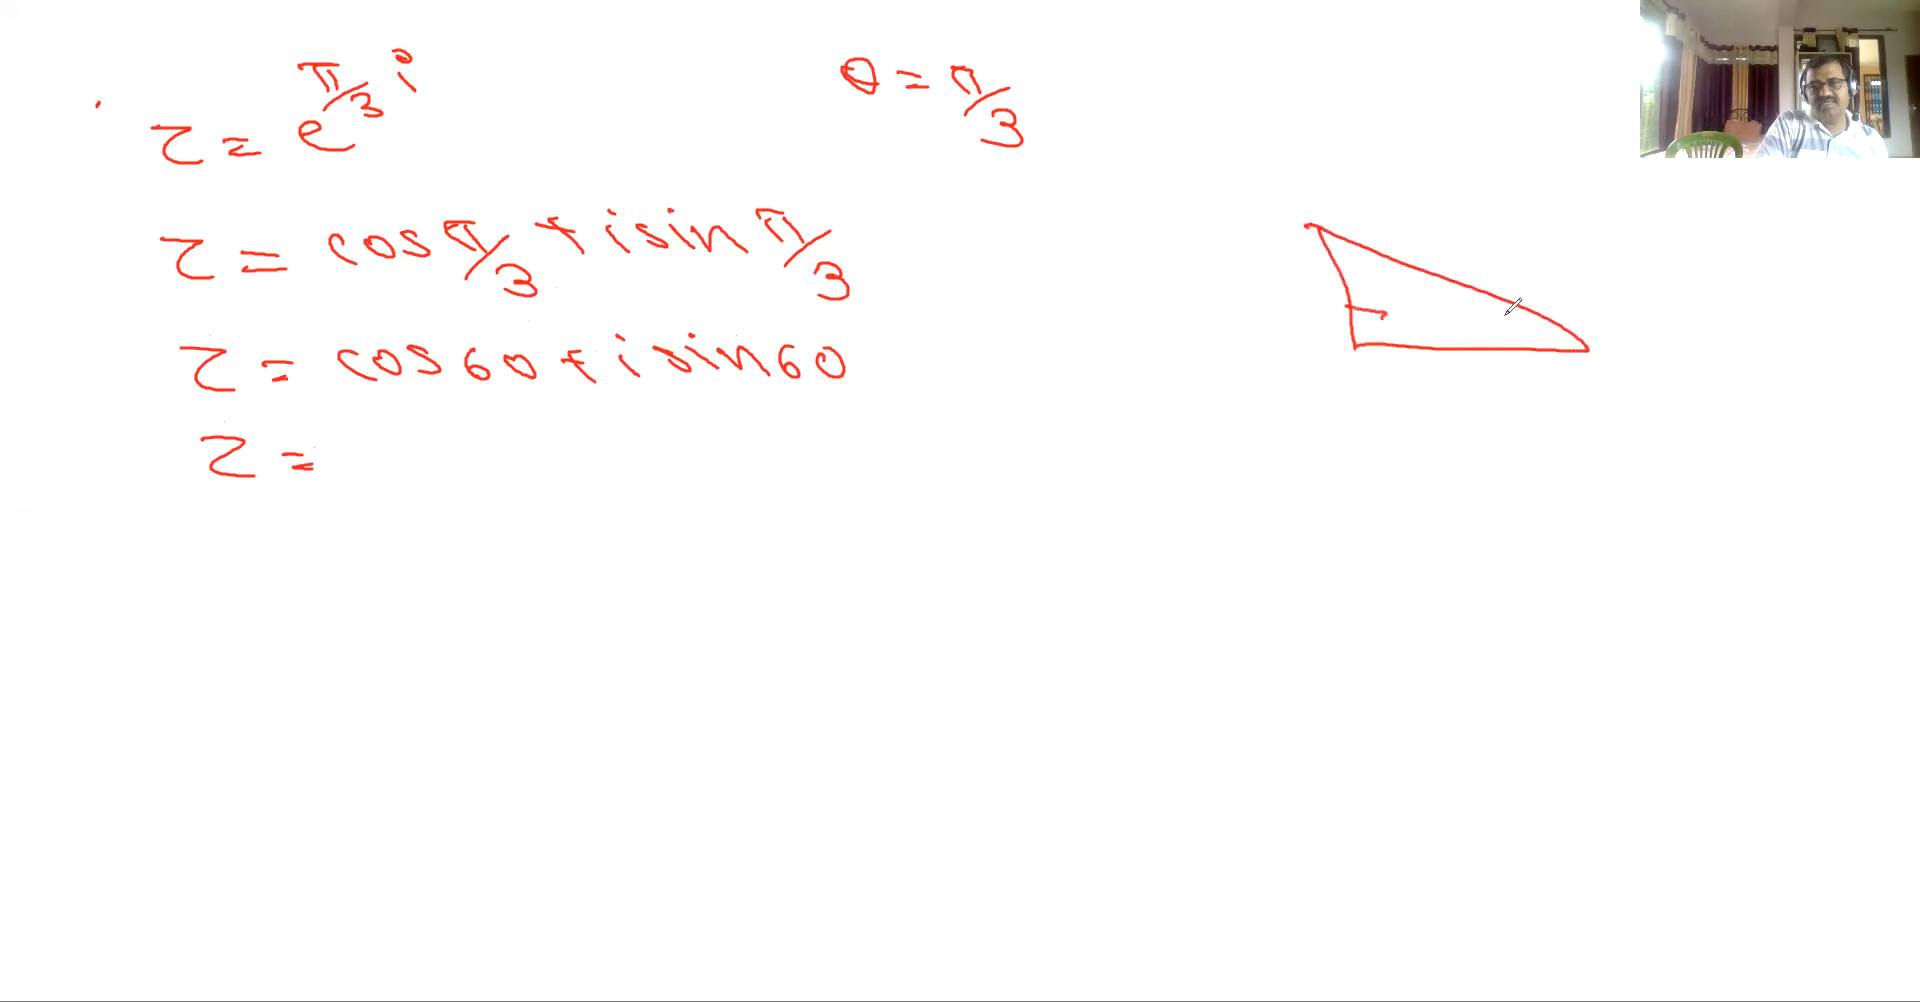 z = e^π/3 i
θ = π/3
z = cos π/3 + i sin π/3
z = cos 60 + i sin 60
z =